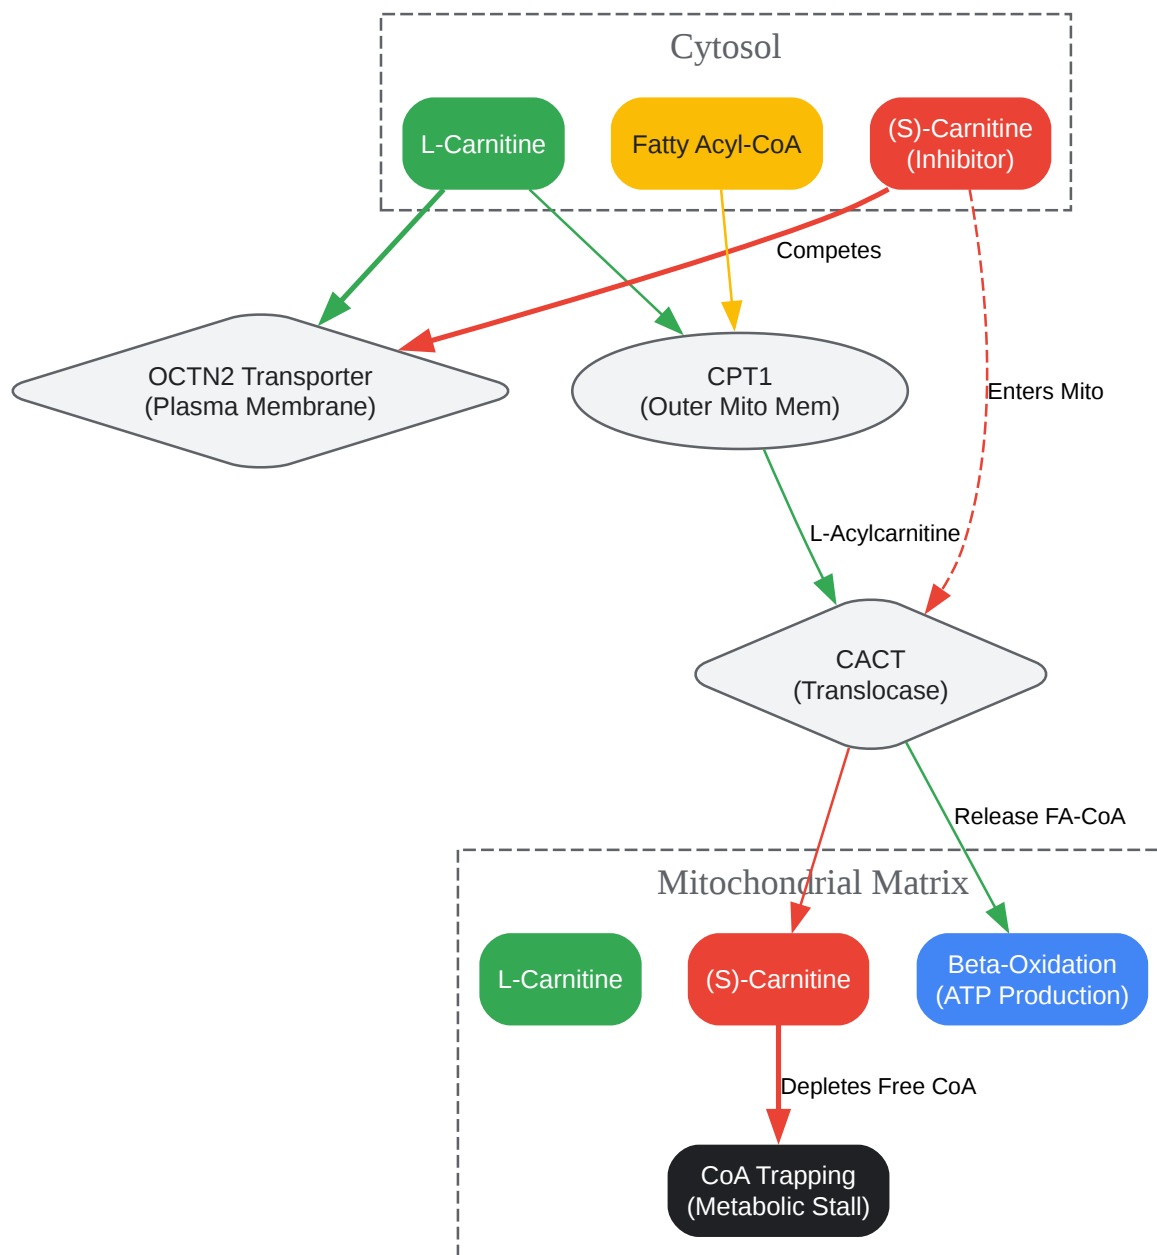 Cytosol
L-Carnitine
Fatty Acyl-CoA
(S)-Carnitine
(Inhibitor)
Competes
OCTN2 Transporter
(Plasma Membrane)
CPT1
(Outer Mito Mem)
Enters Mito
L-Acylcarnitine
CACT
(Translocase)
Release FA-CoA
Mitochondrial Matrix
L-Carnitine
(S)-Carnitine
Beta-Oxidation
(ATP Production)
Depletes Free CoA
CoA Trapping
(Metabolic Stall)